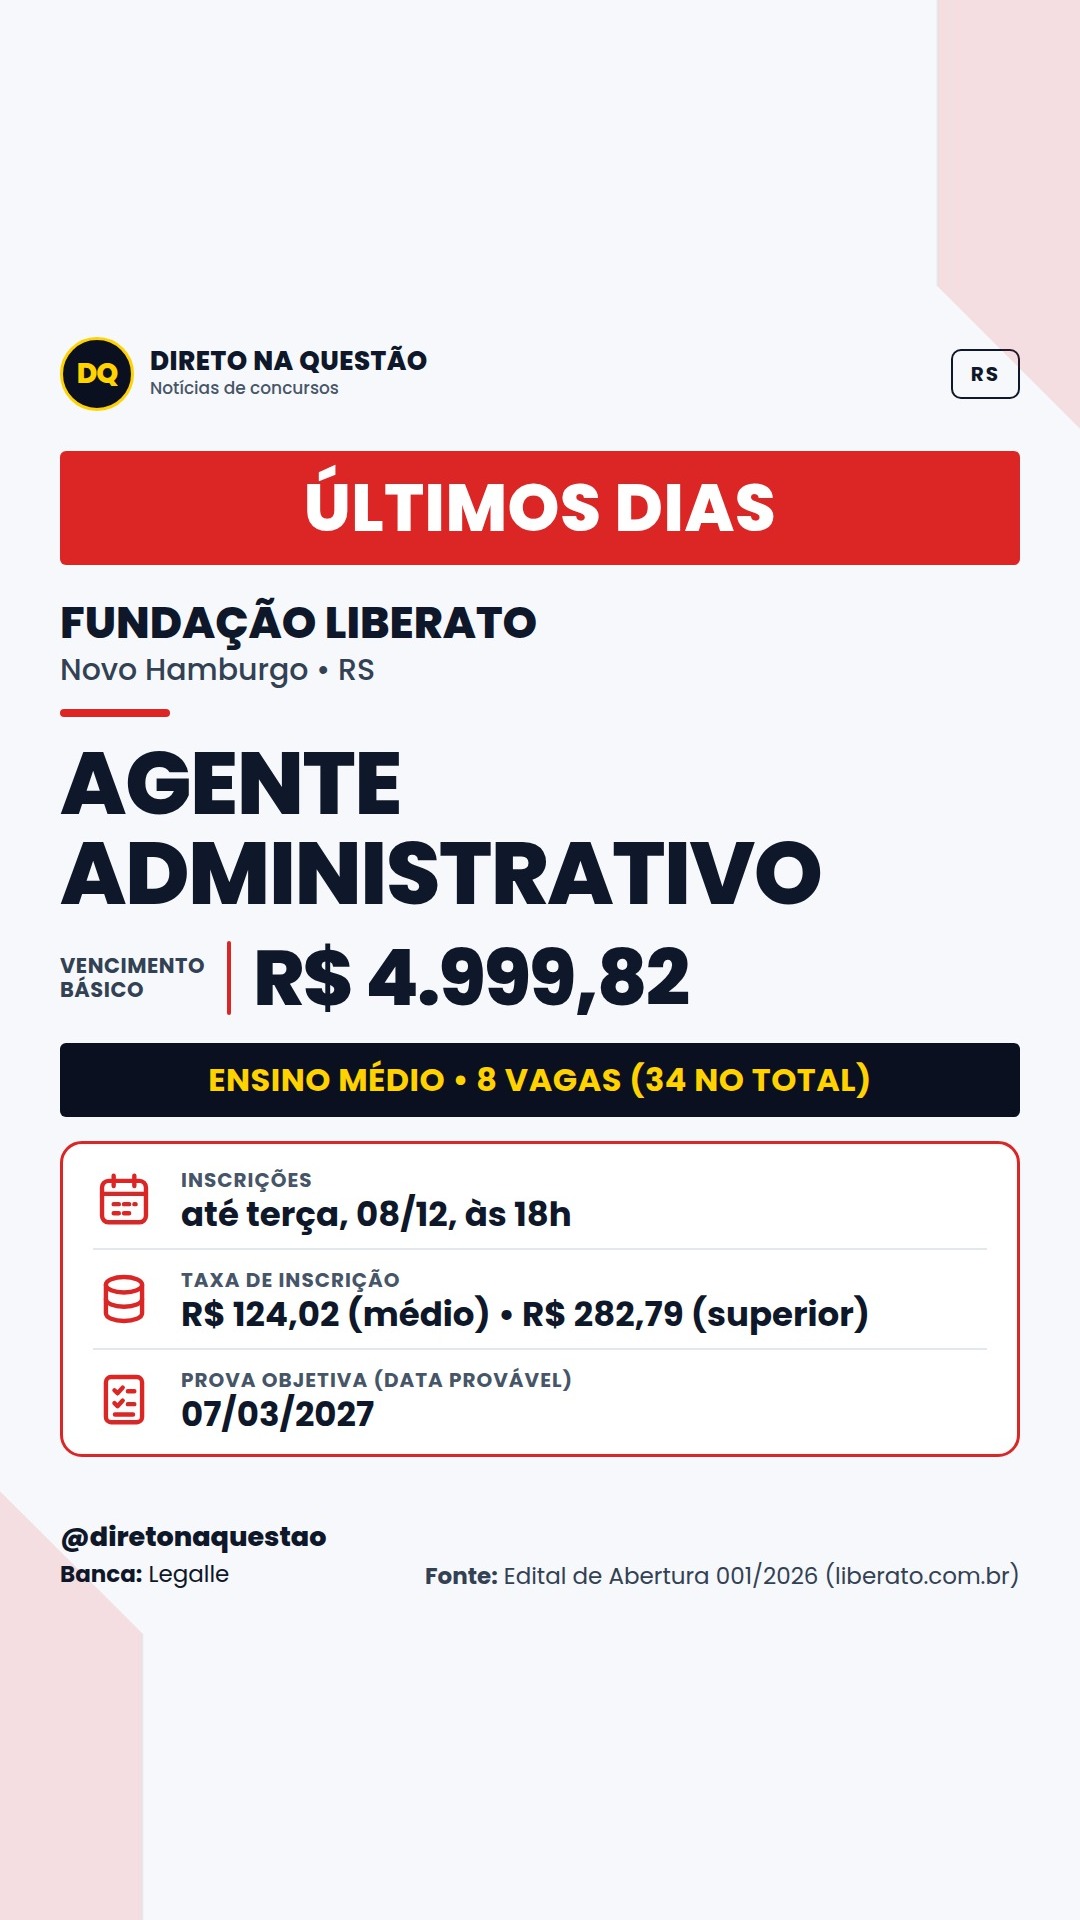 DQ
DIRETO NA QUESTÃO
Notícias de concursos
RS
ÚLTIMOS DIAS
FUNDAÇÃO LIBERATO
Novo Hamburgo • RS
AGENTE
ADMINISTRATIVO
VENCIMENTO
BÁSICO
R$ 4.999,82
ENSINO MÉDIO • 8 VAGAS (34 NO TOTAL)
INSCRIÇÕES
até terça, 08/12, às 18h
TAXA DE INSCRIÇÃO
R$ 124,02 (médio) • R$ 282,79 (superior)
PROVA OBJETIVA (DATA PROVÁVEL)
07/03/2027
@diretonaquestao
Banca: Legalle
Fonte: Edital de Abertura 001/2026 (liberato.com.br)